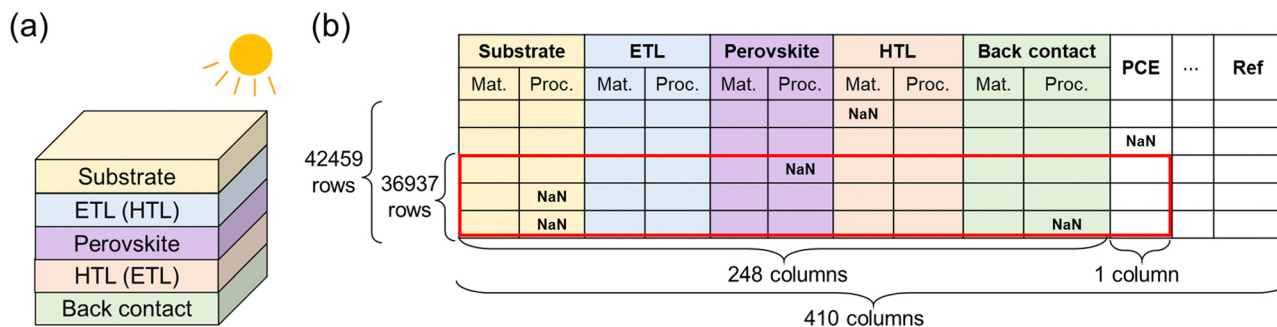 (a)
Substrate
ETL (HTL)
Perovskite
HTL (ETL)
Back contact
(b)
Substrate ETL Perovskite HTL Back contact PCE ... Ref
Mat. Proc. Mat. Proc. Mat. Proc. Mat. Proc. Mat. Proc.
NaN
NaN
NaN
NaN
NaN NaN
42459
rows
36937
rows
248 columns 1 column
410 columns